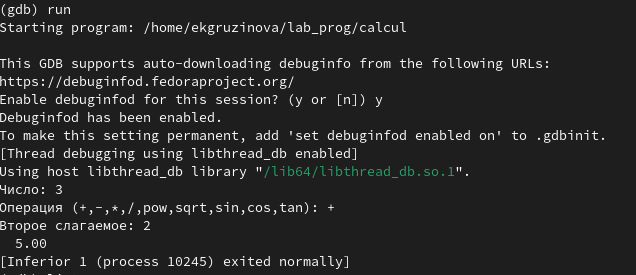 (gdb) run
Starting program: /home/ekgruzinova/lab_prog/calcul
This GDB supports auto-downloading debuginfo from the following URLs:
https://debuginfod.fedoraproject.org/
Enable debuginfod for this session? (y or [n]) y
Debuginfod has been enabled.
To make this setting permanent, add 'set debuginfod enabled on' to .gdbinit.
[Thread debugging using libthread_db enabled]
Using host libthread_db library "/lib64/libthread_db.so.1".
Число: 3
Операция (+,-,*,/,pow,sqrt,sin,cos,tan): +
Второе слагаемое: 2
  5.00
[Inferior 1 (process 10245) exited normally]